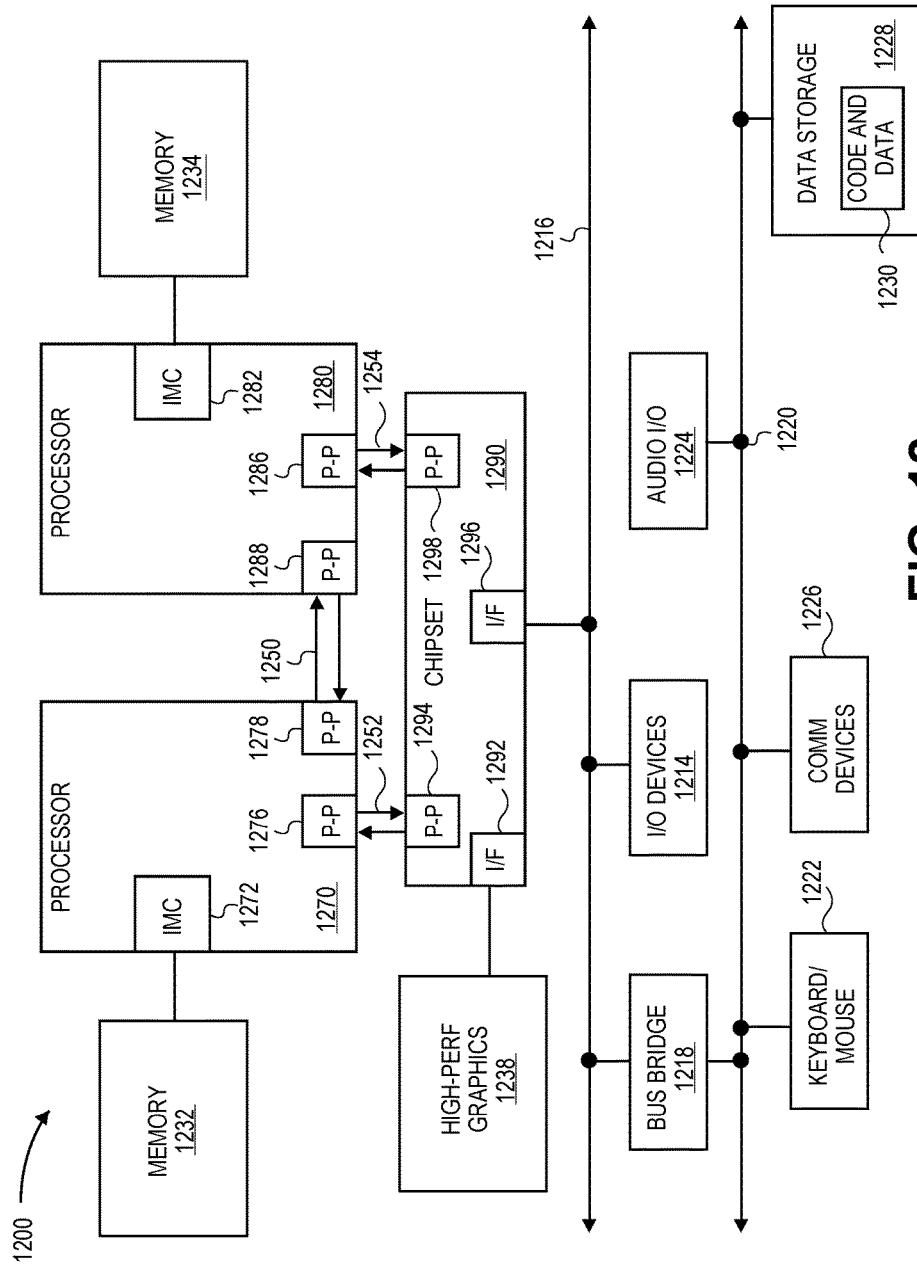 1200
MEMORY
1232
PROCESSOR
IMC
1272
1270
1276
P-P
1278
P-P
1250
1252
PROCESSOR
IMC
1282
1280
1288
P-P
1286
P-P
1254
MEMORY
1234
HIGH-PERF
GRAPHICS
1238
P-P
1294
I/F
1292
CHIPSET
P-P
1298
1290
I/F
1296
1216
BUS BRIDGE
1218
I/O DEVICES
1214
AUDIO I/O
1224
1220
KEYBOARD/
MOUSE
1222
COMM
DEVICES
1226
DATA STORAGE
1228
CODE AND
DATA
1230